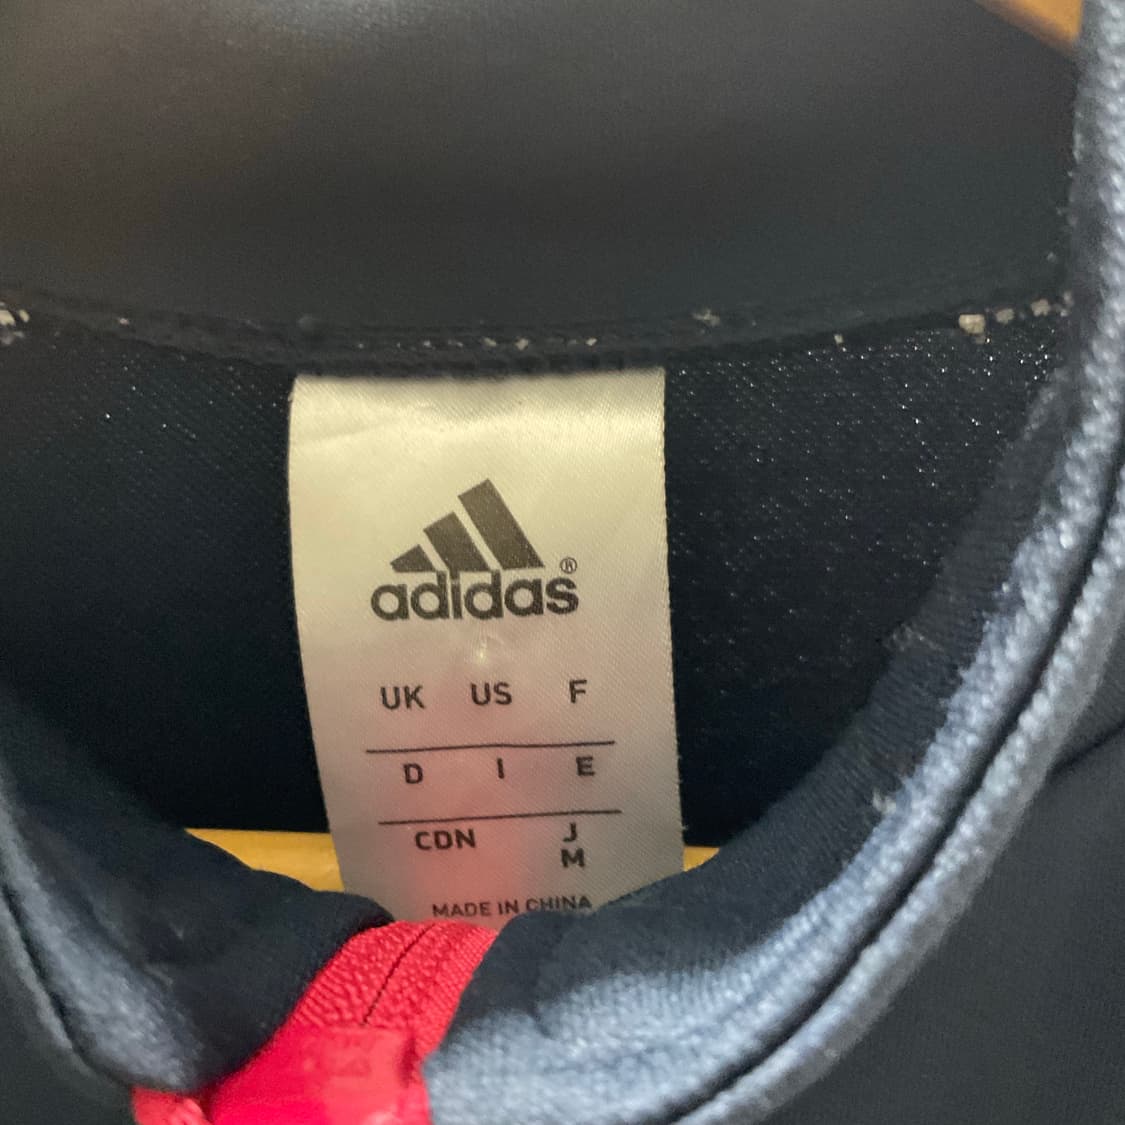 adidas®
UK US F
D I E
CDN J
M
MADE IN CHINA